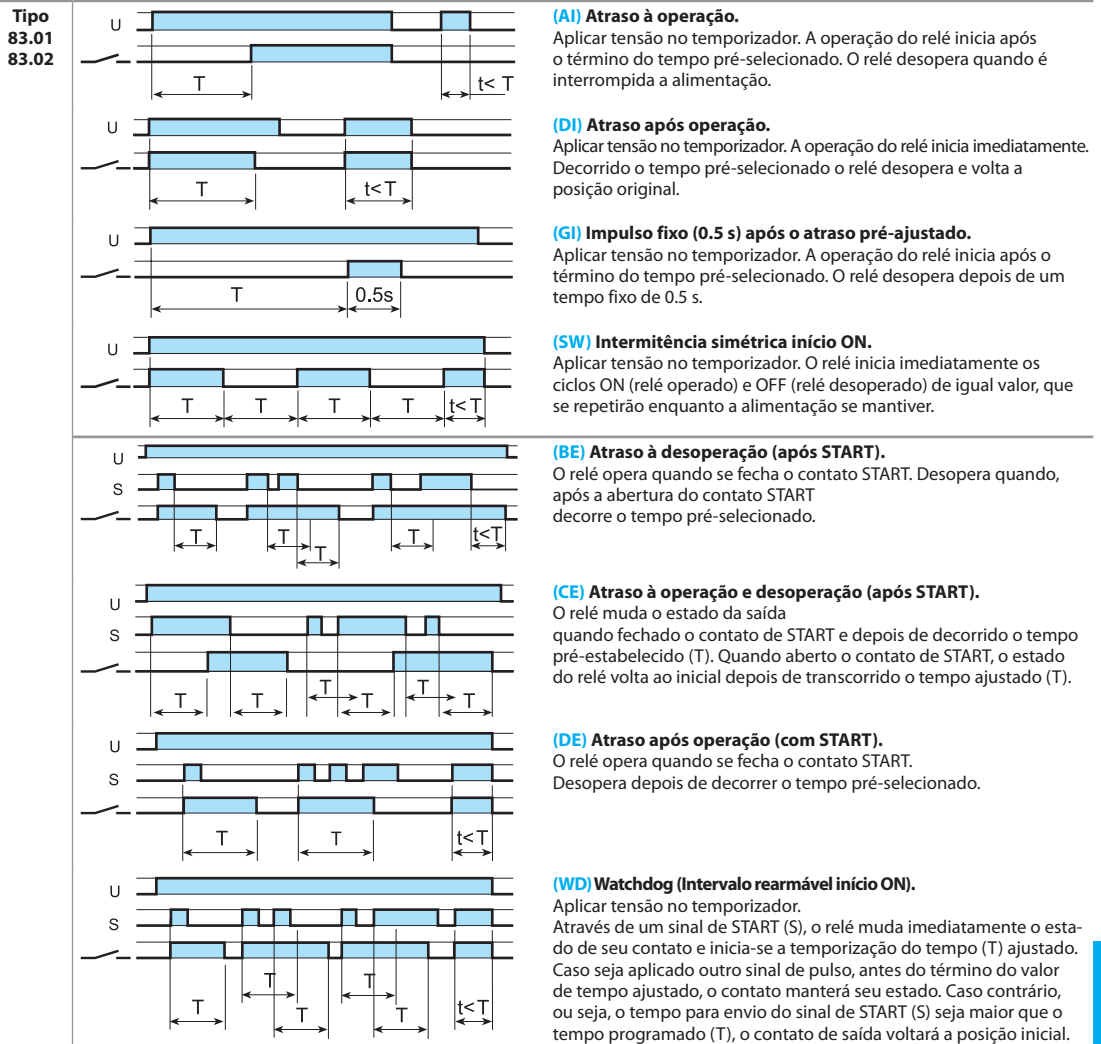 Tipo
83.01
83.02
U
T
t< T
(AI) Atraso à operação.
Aplicar tensão no temporizador. A operação do relé inicia após
o término do tempo pré-selecionado. O relé desopera quando é
interrompida a alimentação.
U
T
t<T
(DI) Atraso após operação.
Aplicar tensão no temporizador. A operação do relé inicia imediatamente.
Decorrido o tempo pré-selecionado o relé desopera e volta a
posição original.
U
T
0.5s
(GI) Impulso fixo (0.5 s) após o atraso pré-ajustado.
Aplicar tensão no temporizador. A operação do relé inicia após o
término do tempo pré-selecionado. O relé desopera depois de um
tempo fixo de 0.5 s.
U
T T T T t<T
(SW) Intermitência simétrica início ON.
Aplicar tensão no temporizador. O relé inicia imediatamente os
ciclos ON (relé operado) e OFF (relé desoperado) de igual valor, que
se repetirão enquanto a alimentação se mantiver.
U
S
T T T T t<T
(BE) Atraso à desoperação (após START).
O relé opera quando se fecha o contato START. Desopera quando,
após a abertura do contato START
decorre o tempo pré-selecionado.
U
S
T T T T T T
(CE) Atraso à operação e desoperação (após START).
O relé muda o estado da saída
quando fechado o contato de START e depois de decorrido o tempo
pré-estabelecido (T). Quando aberto o contato de START, o estado
do relé volta ao inicial depois de transcorrido o tempo ajustado (T).
U
S
T T t<T
(DE) Atraso após operação (com START).
O relé opera quando se fecha o contato START.
Desopera depois de decorrer o tempo pré-selecionado.
U
S
T T T T T t<T
(WD) Watchdog (Intervalo rearmável início ON).
Aplicar tensão no temporizador.
Através de um sinal de START (S), o relé muda imediatamente o esta-
do de seu contato e inicia-se a temporização do tempo (T) ajustado.
Caso seja aplicado outro sinal de pulso, antes do término do valor
de tempo ajustado, o contato manterá seu estado. Caso contrário,
ou seja, o tempo para envio do sinal de START (S) seja maior que o
tempo programado (T), o contato de saída voltará a posição inicial.